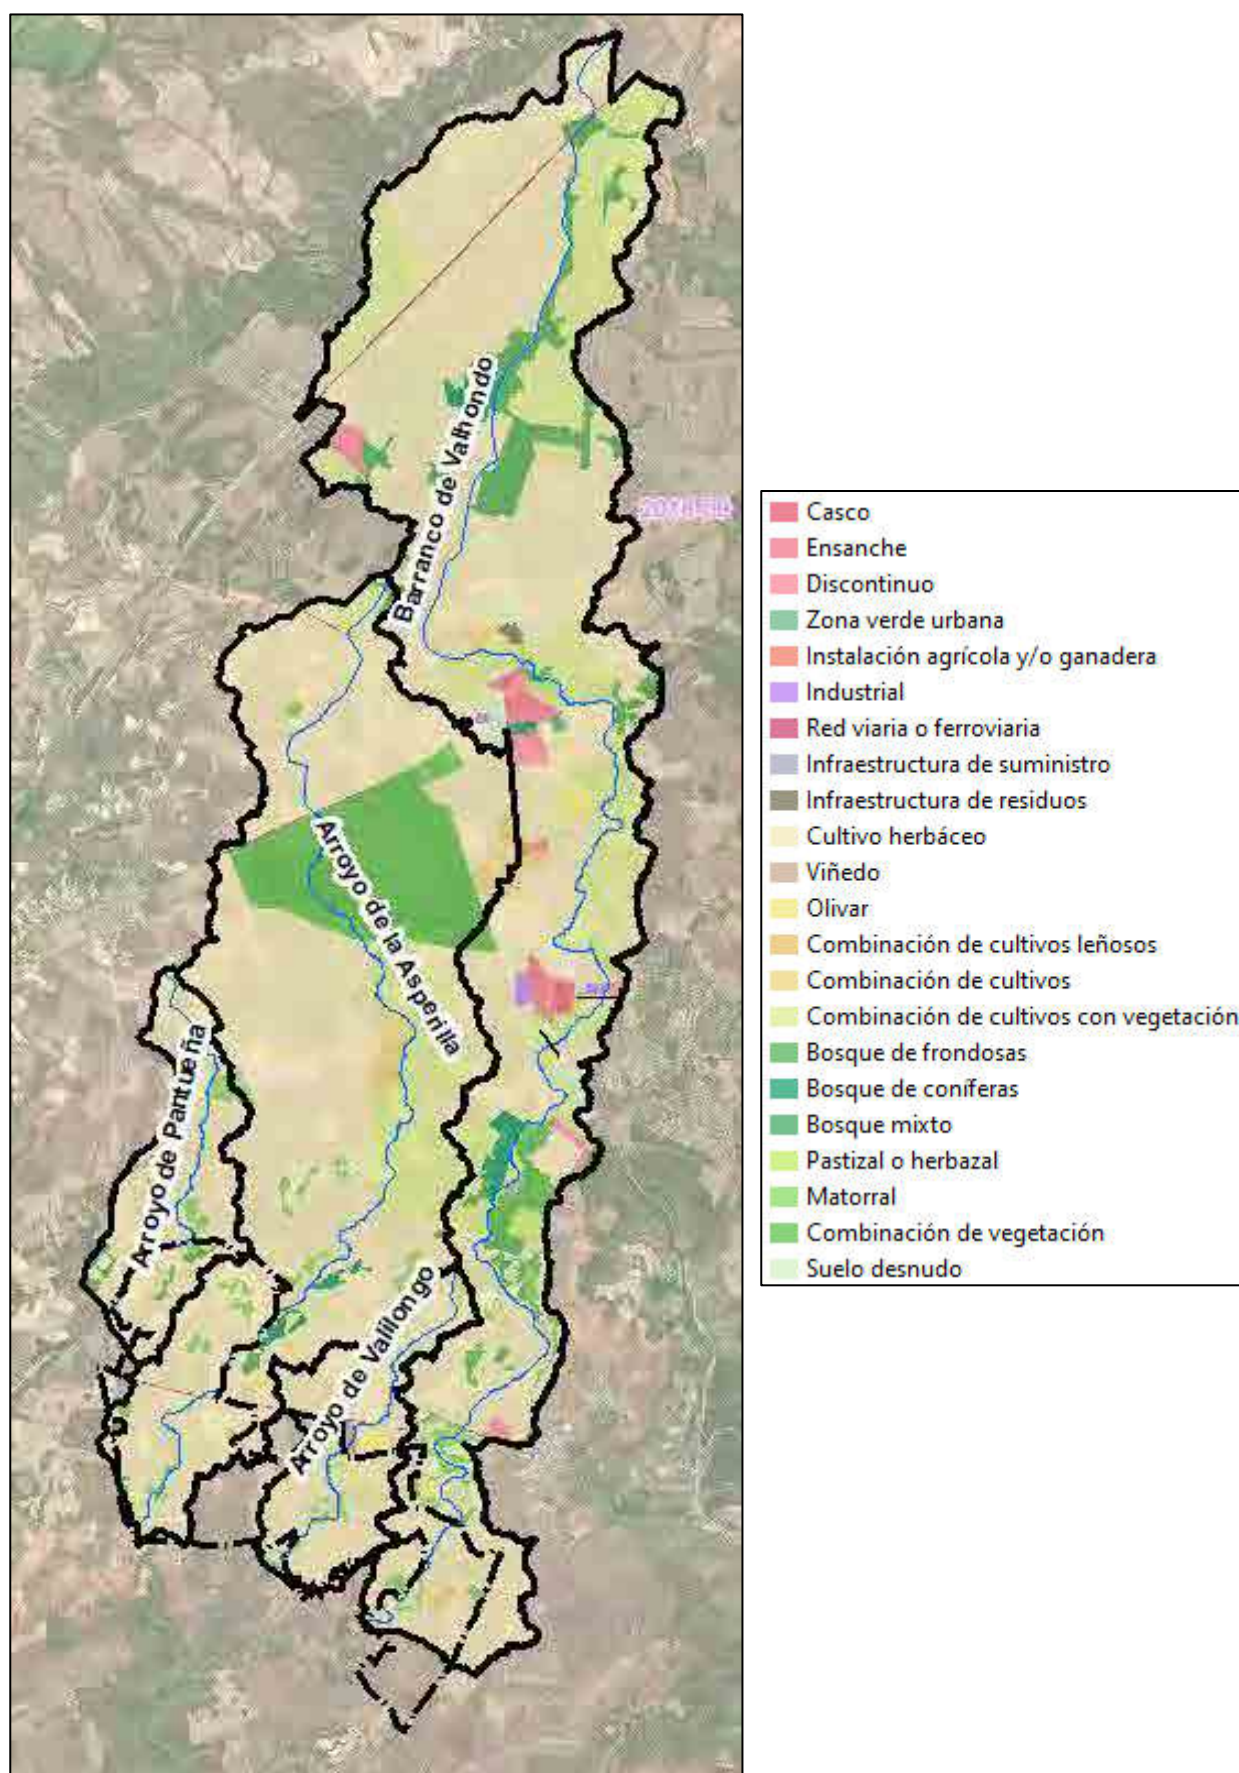 Barranco de Valhondo
Arroyo de la Asperilla
Arroyo de Pantueña
Arroyo de Vallongo
Casco
Ensanche
Discontinuo
Zona verde urbana
Instalación agrícola y/o ganadera
Industrial
Red viaria o ferroviaria
Infraestructura de suministro
Infraestructura de residuos
Cultivo herbáceo
Viñedo
Olivar
Combinación de cultivos leñosos
Combinación de cultivos
Combinación de cultivos con vegetación
Bosque de frondosas
Bosque de coníferas
Bosque mixto
Pastizal o herbazal
Matorral
Combinación de vegetación
Suelo desnudo